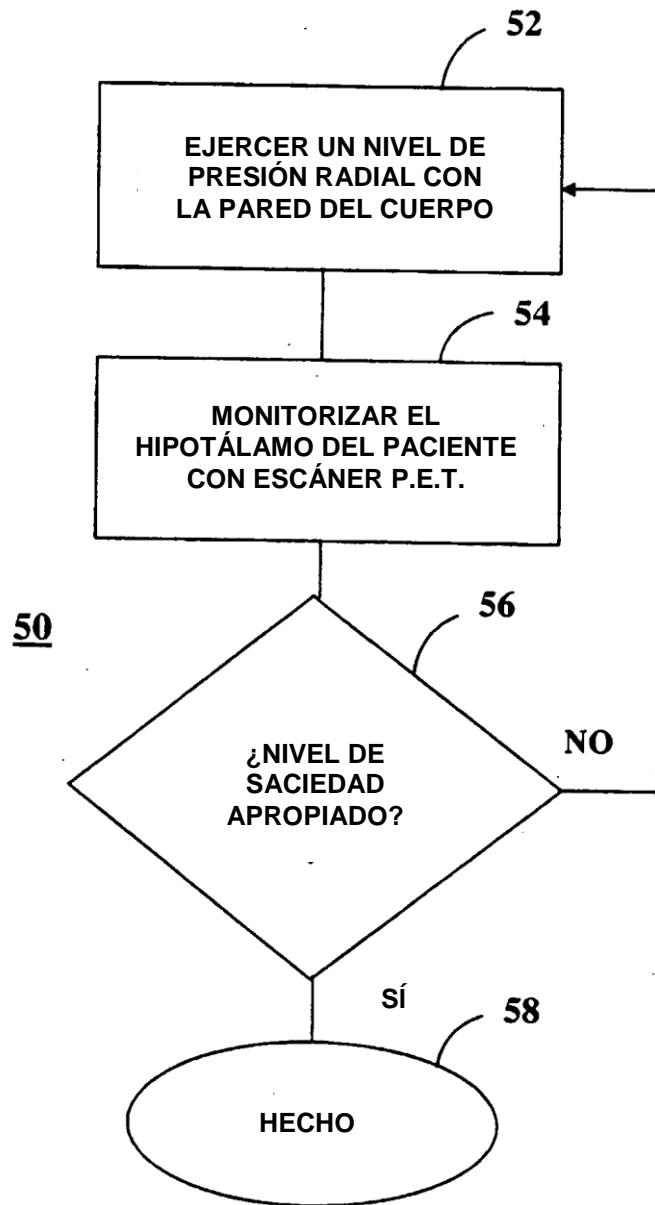 52
EJERCER UN NIVEL DE
PRESIÓN RADIAL CON
LA PARED DEL CUERPO
54
MONITORIZAR EL
HIPOTÁLAMO DEL PACIENTE
CON ESCÁNER P.E.T.
50
56
¿NIVEL DE
SACIEDAD
APROPIADO?
NO
SÍ
58
HECHO